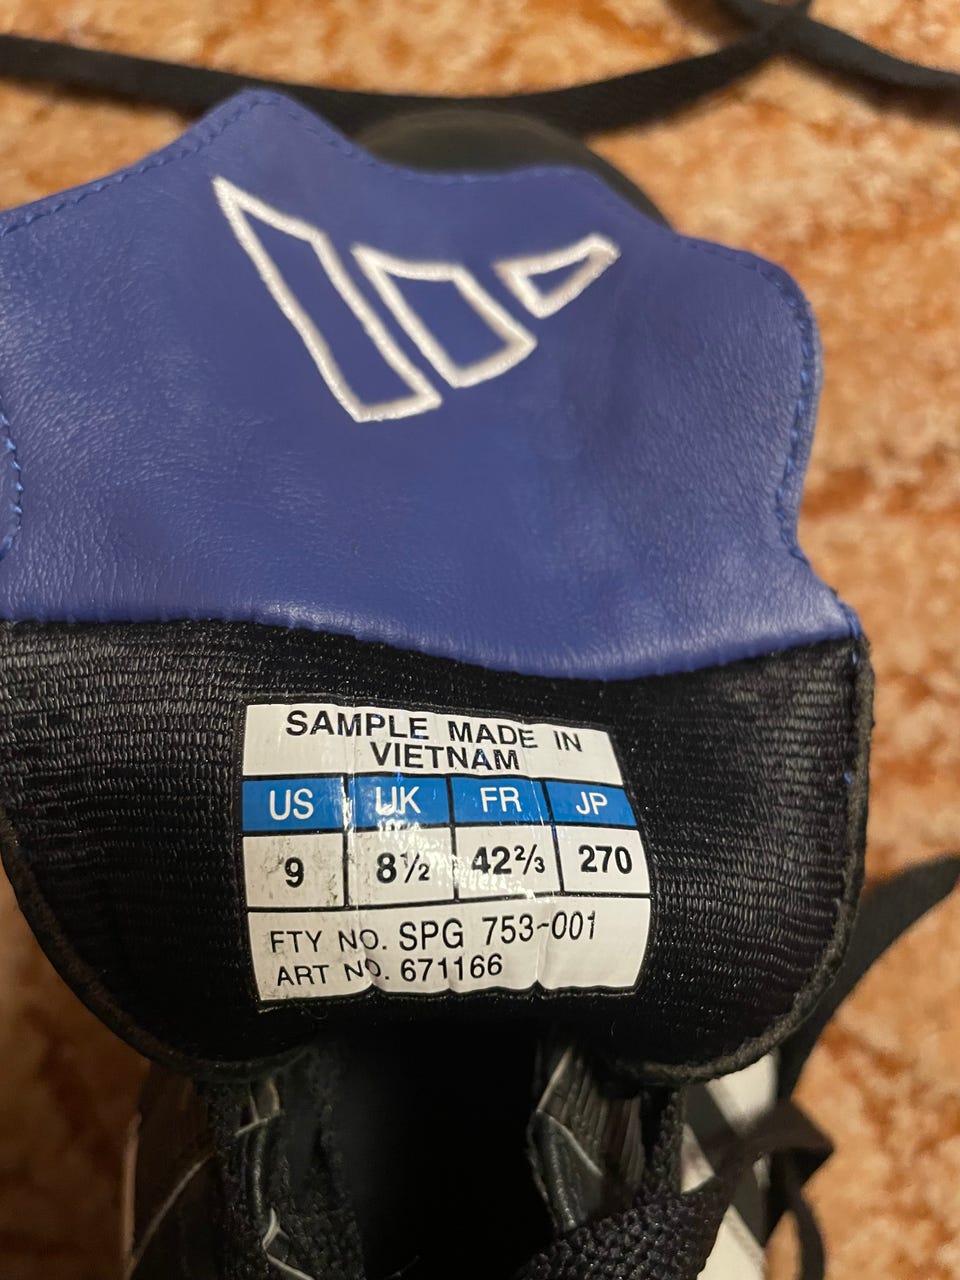 SAMPLE MADE IN
VIETNAM
US UK FR JP
9 8½ 42⅔ 270
FTY NO. SPG 753-001
ART NO. 671166